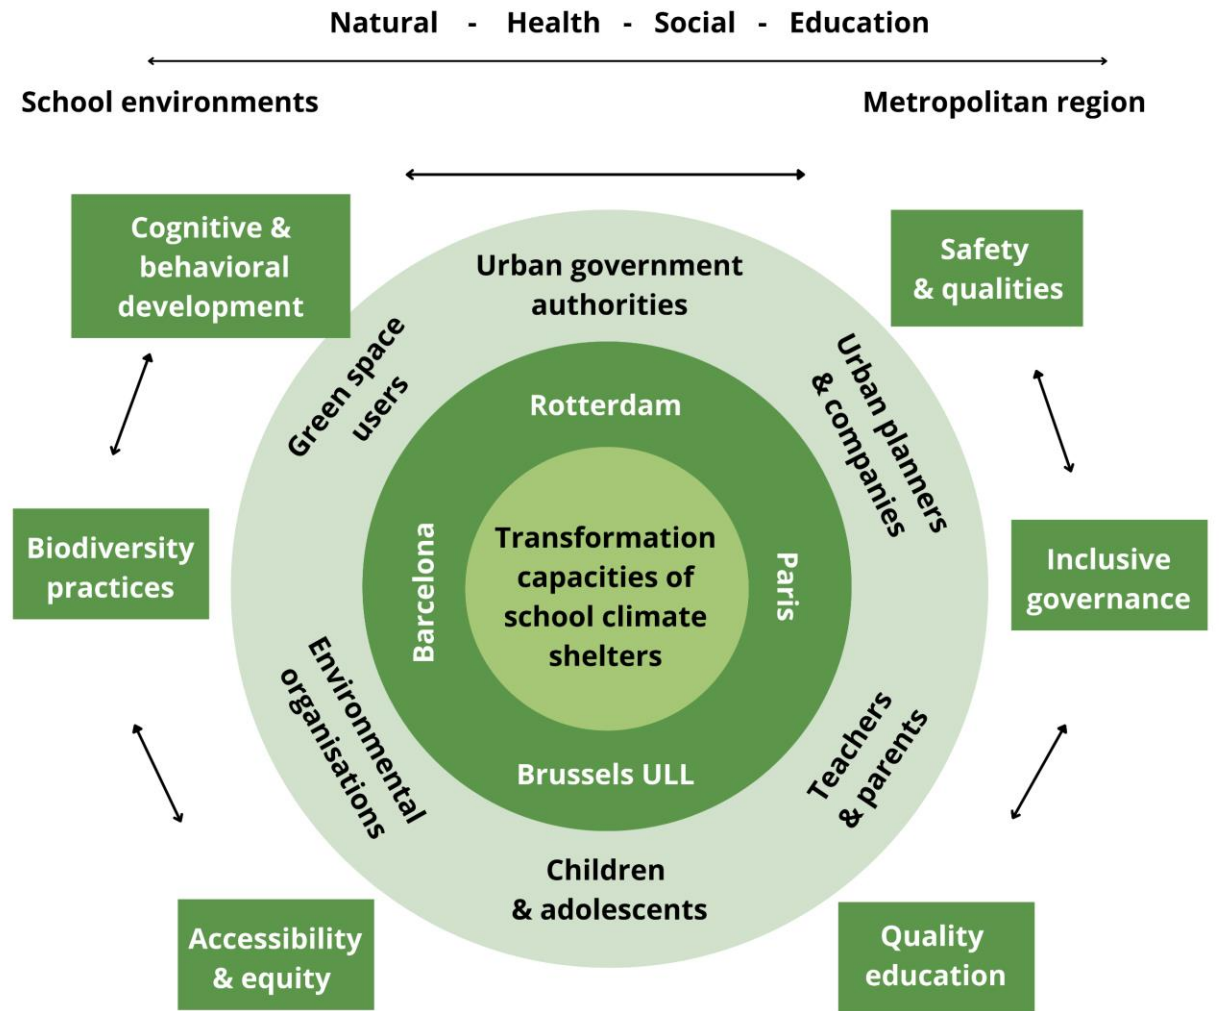 Natural - Health - Social - Education
School environments
Metropolitan region
Cognitive &
behavioral
development
Safety
& qualities
Urban government
authorities
Green space
users
Urban planners
& companies
Rotterdam
Barcelona
Transformation
capacities of
school climate
shelters
Paris
Biodiversity
practices
Inclusive
governance
Environmental
organisations
Teachers
& parents
Brussels ULL
Children
& adolescents
Accessibility
& equity
Quality
education